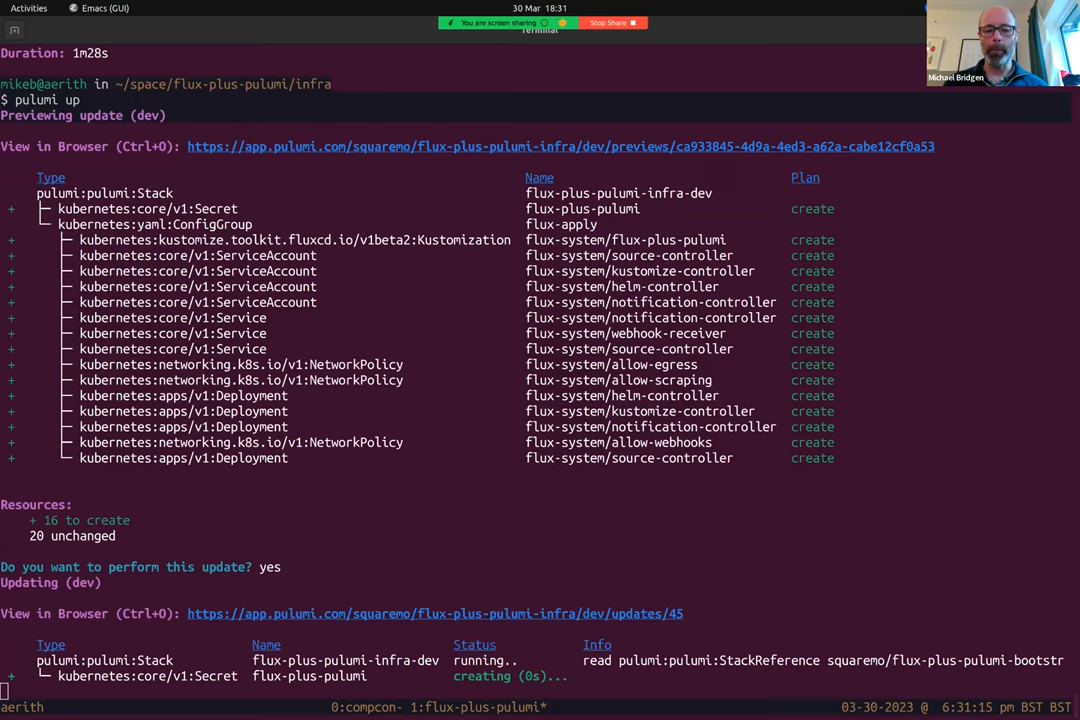 Activities
Emacs (GUI)
30 Mar 18:31
You are screen sharing
Stop Share
Terminal
Michael Bridgen
Duration: 1m28s
mikeb@aerith in ~/space/flux-plus-pulumi/infra
$ pulumi up
Previewing update (dev)
View in Browser (Ctrl+O): https://app.pulumi.com/squaremo/flux-plus-pulumi-infra/dev/previews/ca933845-4d9a-4ed3-a62a-cabe12cf0a53
Type Name Plan
pulumi:pulumi:Stack flux-plus-pulumi-infra-dev
+ ├─ kubernetes:core/v1:Secret flux-plus-pulumi create
└─ kubernetes:yaml:ConfigGroup flux-apply
+ ├─ kubernetes:kustomize.toolkit.fluxcd.io/v1beta2:Kustomization flux-system/flux-plus-pulumi create
+ ├─ kubernetes:core/v1:ServiceAccount flux-system/source-controller create
+ ├─ kubernetes:core/v1:ServiceAccount flux-system/kustomize-controller create
+ ├─ kubernetes:core/v1:ServiceAccount flux-system/helm-controller create
+ ├─ kubernetes:core/v1:ServiceAccount flux-system/notification-controller create
+ ├─ kubernetes:core/v1:Service flux-system/notification-controller create
+ ├─ kubernetes:core/v1:Service flux-system/webhook-receiver create
+ ├─ kubernetes:core/v1:Service flux-system/source-controller create
+ ├─ kubernetes:networking.k8s.io/v1:NetworkPolicy flux-system/allow-egress create
+ ├─ kubernetes:networking.k8s.io/v1:NetworkPolicy flux-system/allow-scraping create
+ ├─ kubernetes:apps/v1:Deployment flux-system/helm-controller create
+ ├─ kubernetes:apps/v1:Deployment flux-system/kustomize-controller create
+ ├─ kubernetes:apps/v1:Deployment flux-system/notification-controller create
+ ├─ kubernetes:networking.k8s.io/v1:NetworkPolicy flux-system/allow-webhooks create
+ └─ kubernetes:apps/v1:Deployment flux-system/source-controller create
Resources:
+ 16 to create
20 unchanged
Do you want to perform this update? yes
Updating (dev)
View in Browser (Ctrl+O): https://app.pulumi.com/squaremo/flux-plus-pulumi-infra/dev/updates/45
Type Name Status Info
pulumi:pulumi:Stack flux-plus-pulumi-infra-dev running.. read pulumi:pulumi:StackReference squaremo/flux-plus-pulumi-bootstr
+ └─ kubernetes:core/v1:Secret flux-plus-pulumi creating (0s)...
aerith 0:compcon- 1:flux-plus-pulumi* 03-30-2023 @ 6:31:15 pm BST BST